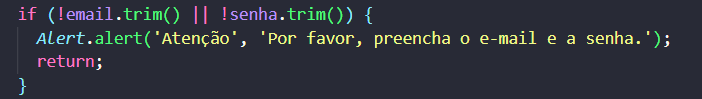 if (!email.trim() || !senha.trim()) {
Alert.alert('Atenção', 'Por favor, preencha o e-mail e a senha.');
return;
}